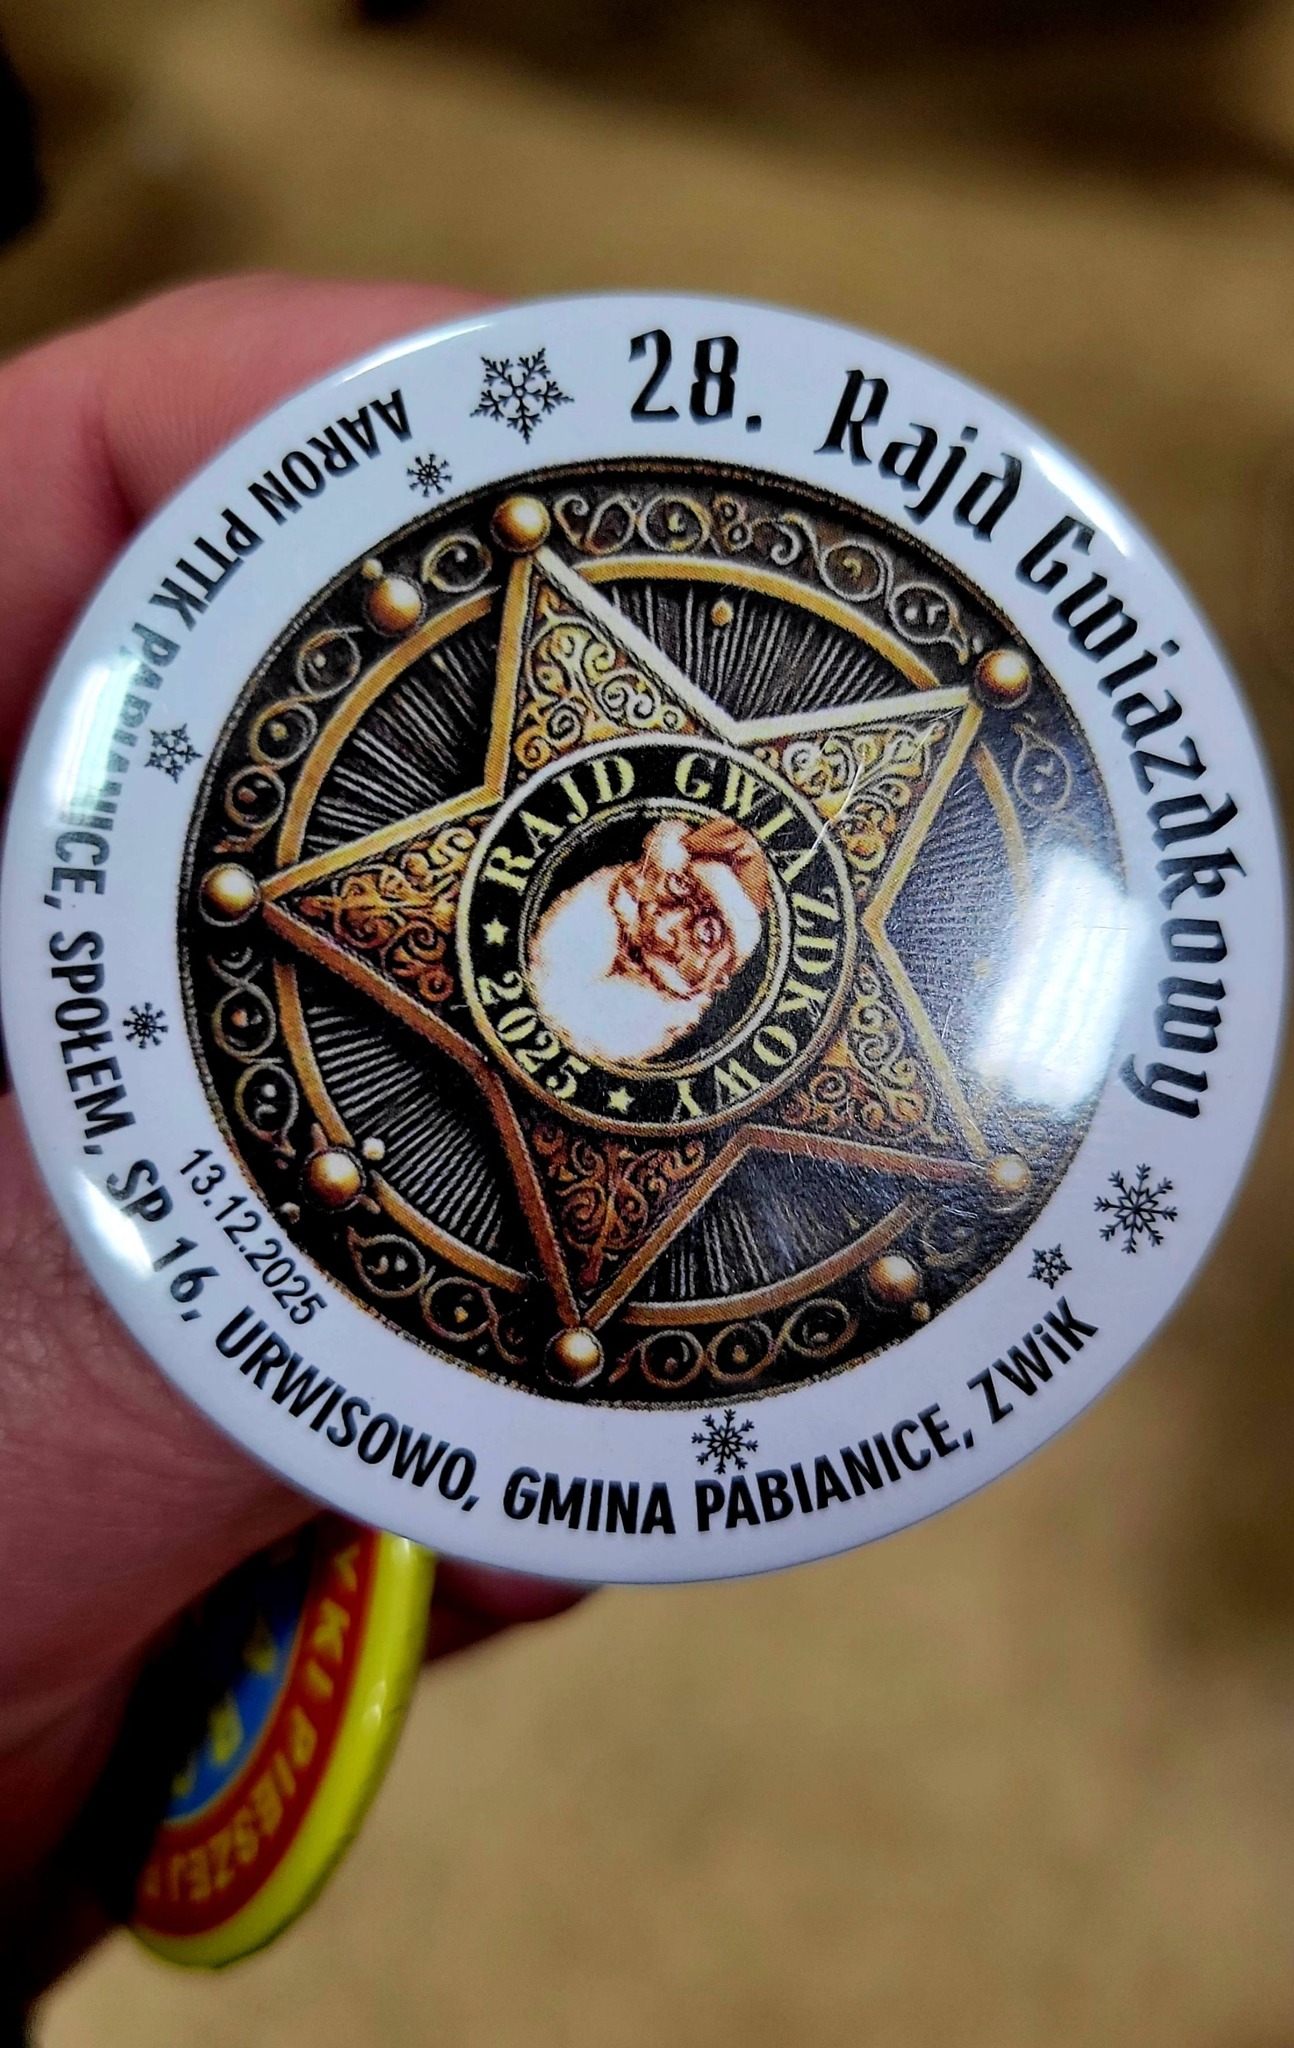 28. Rajd Gwiazdkowy
AARON PTTK PABIANICE, SPOŁEM, SP 16, URWISOWO, GMINA PABIANICE, ZWiK
13.12.2025
RAJD GWIAZDKOWY
★ 2025 ★
PIESZEJ